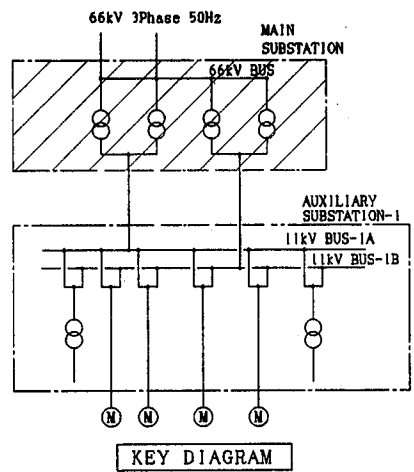 66kV 3Phase 50Hz
MAIN
SUBSTATION
66kV BUS
AUXILIARY
SUBSTATION-1
11kV BUS-1A
11kV BUS-1B
M M M M
KEY DIAGRAM